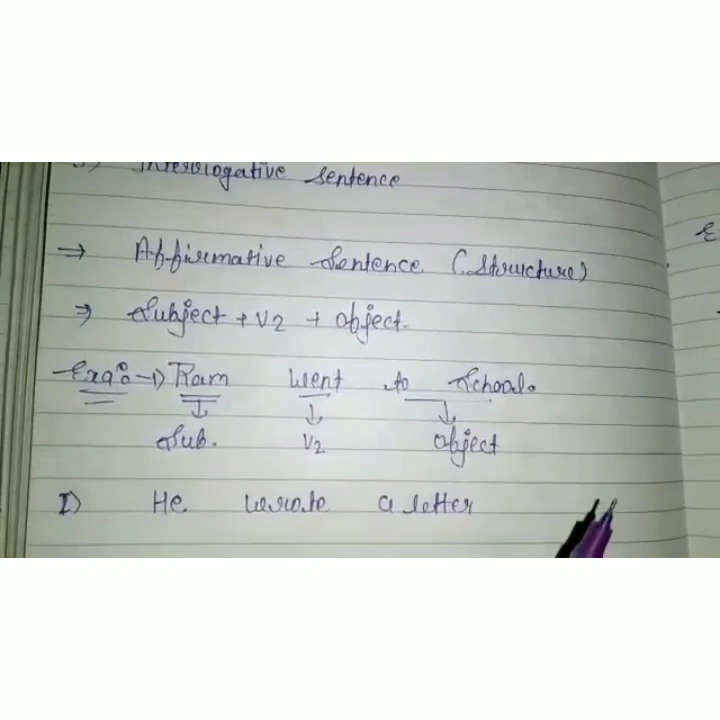 Interrogative Sentence
→ Affirmative Sentence (Structure)
⇒ Subject + V2 + object.
Exa:-1) Ram went to School.
↓ ↓ ↓
Sub. V2 object
I) He wrote a letter